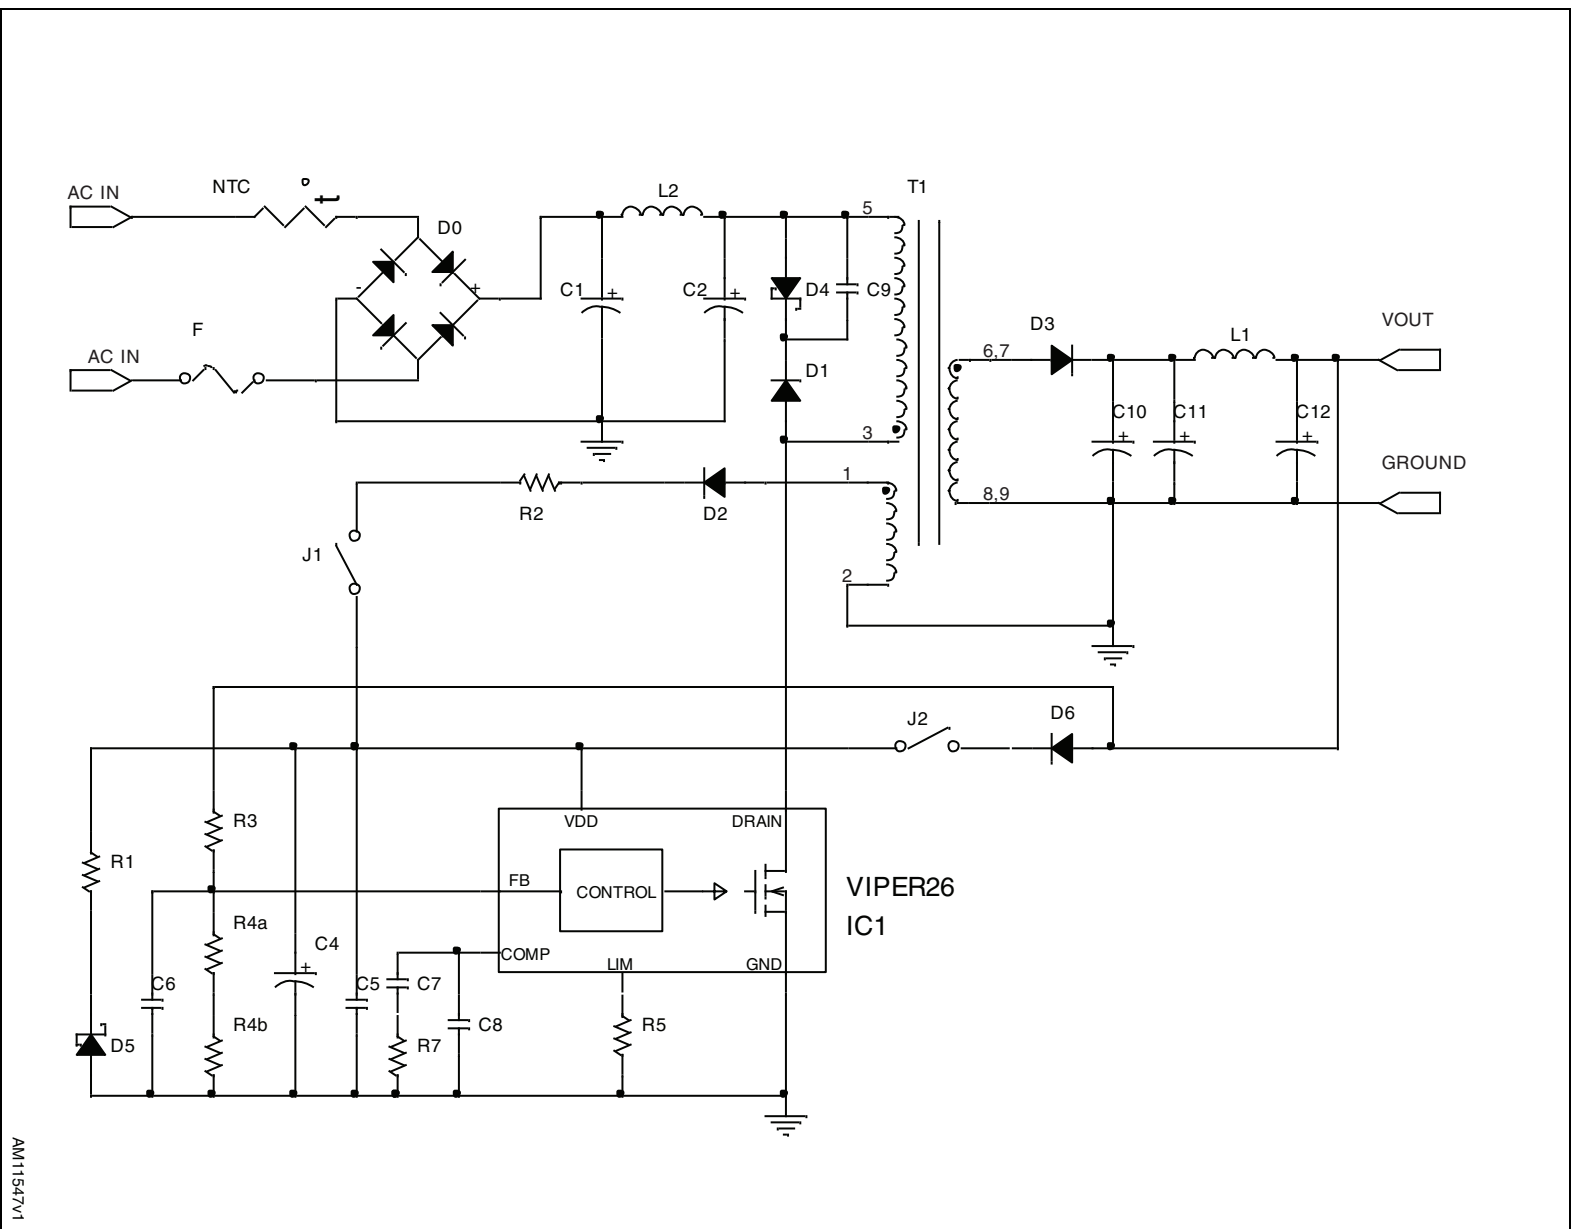 NTC
°t
L2
T1
AC IN
5
D0
-
+
C1
+
C2
+
D4
C9
F
AC IN
D3
L1
VOUT
6,7
D1
C10
+
C11
+
C12
+
3
1
GROUND
8,9
R2
D2
J1
2
J2
D6
R3
VDD
DRAIN
R1
FB
CONTROL
VIPER26
IC1
R4a
C4
+
COMP
LIM
GND
C6
C5
C7
C8
R4b
R5
D5
R7
AM11547v1